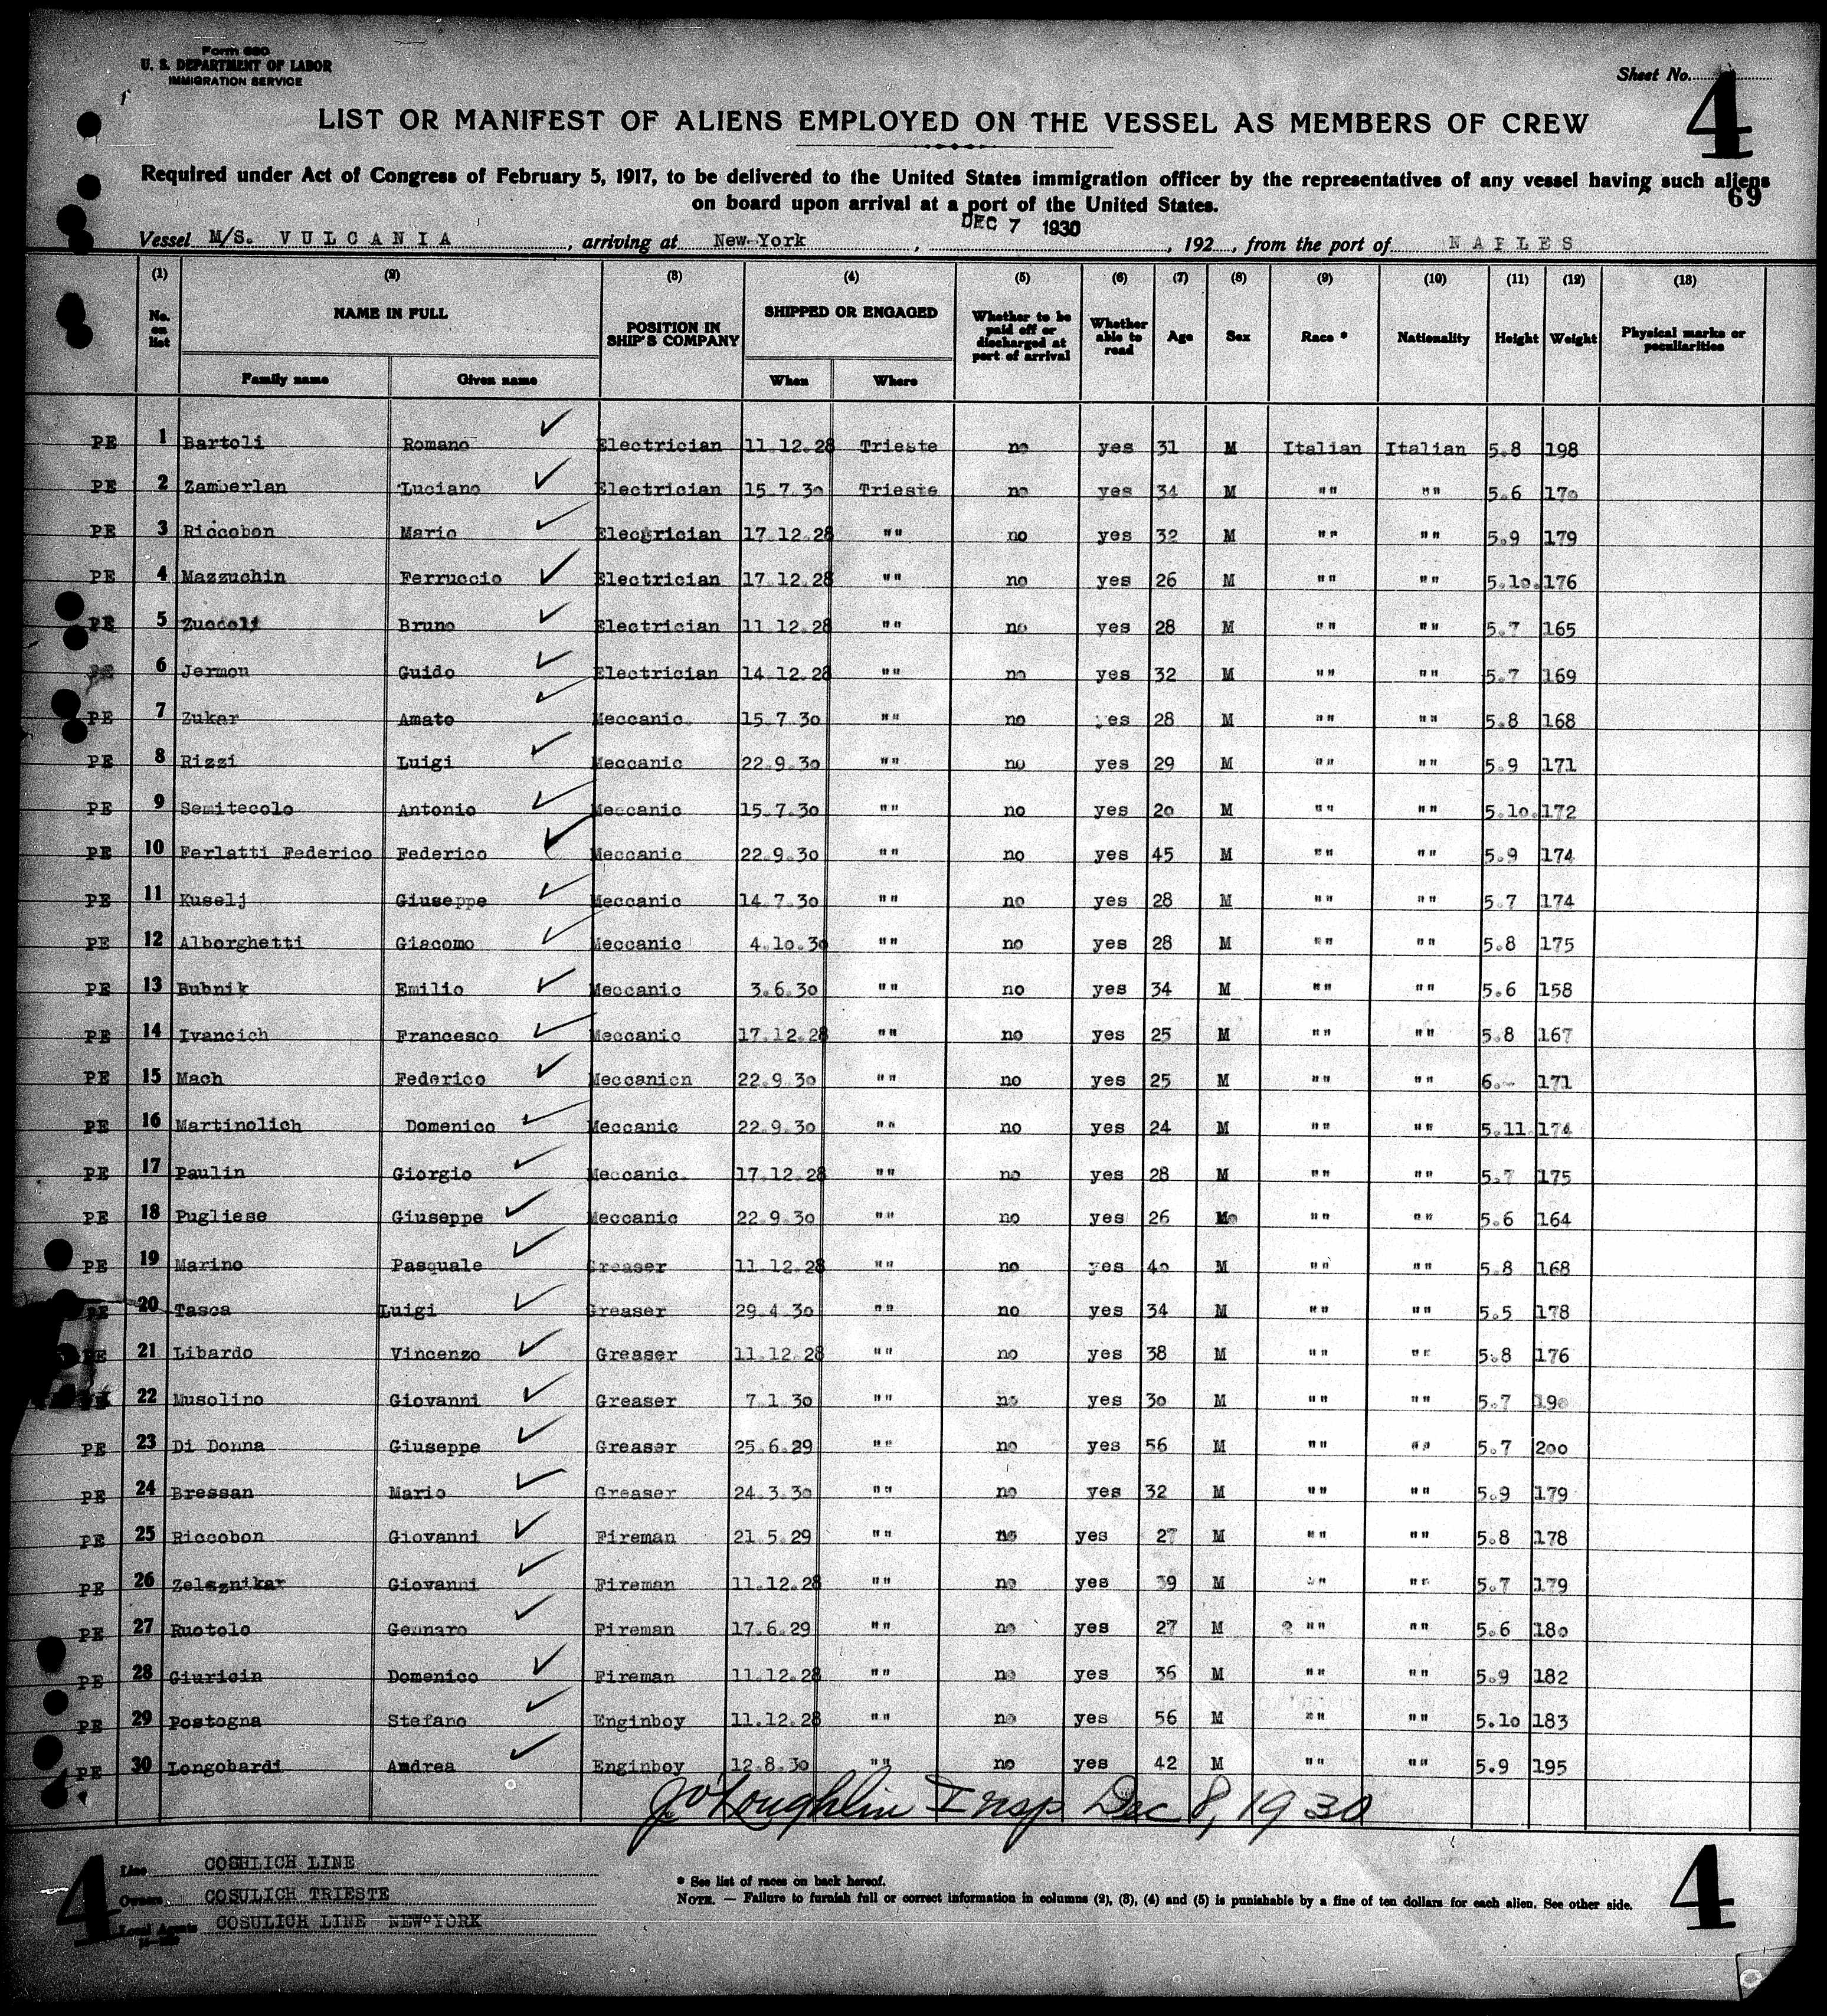 Form 680
U. S. DEPARTMENT OF LABOR
IMMIGRATION SERVICE
Sheet No. 4
LIST OR MANIFEST OF ALIENS EMPLOYED ON THE VESSEL AS MEMBERS OF CREW
Required under Act of Congress of February 5, 1917, to be delivered to the United States immigration officer by the representatives of any vessel having such aliens
on board upon arrival at a port of the United States.
69
Vessel M/S. VULCANIA, arriving at New-York, DEC 7 1930, 192 , from the port of NAPLES
(1) (2) (3) (4) (5) (6) (7) (8) (9) (10) (11) (12) (13)
No. on list NAME IN FULL POSITION IN SHIP'S COMPANY SHIPPED OR ENGAGED Whether to be paid off or discharged at port of arrival Whether able to read Age Sex Race * Nationality Height Weight Physical marks or peculiarities
Family name Given name When Where
PE 1 Bartoli Romano Electrician 11.12.28 Trieste no yes 31 M Italian Italian 5.8 198
PE 2 Zamberlan Luciano Electrician 15.7.30 Trieste no yes 34 M "" "" 5.6 170
PE 3 Riccobon Mario Elecgrician 17.12.28 "" no yes 32 M "" "" 5.9 179
PE 4 Mazzuchin Ferruccio Electrician 17.12.28 "" no yes 26 M "" "" 5.10. 176
PE 5 Zuccoli Bruno Electrician 11.12.28 "" no yes 28 M "" "" 5.7 165
PE 6 Jermon Guido Electrician 14.12.28 "" no yes 32 M "" "" 5.7 169
PE 7 Zukar Amato Meccanic. 15.7.30 "" no yes 28 M "" "" 5.8 168
PE 8 Rizzi Luigi Meccanic 22.9.30 "" no yes 29 M "" "" 5.9 171
PE 9 Semitecolo Antonio Meccanic 15.7.30 "" no yes 20 M "" "" 5.10. 172
PE 10 Ferlatti Federico Federico Meccanic 22.9.30 "" no yes 45 M "" "" 5.9 174
PE 11 Kuselj Giuseppe Meccanic 14.7.30 "" no yes 28 M "" "" 5.7 174
PE 12 Alborghetti Giacomo Meccanic 4.10.30 "" no yes 28 M "" "" 5.8 175
PE 13 Bubnik Emilio Meccanic 3.6.30 "" no yes 34 M "" "" 5.6 158
PE 14 Ivancich Francesco Meccanic 17.12.28 "" no yes 25 M "" "" 5.8 167
PE 15 Mach Federico Meccanicn 22.9.30 "" no yes 25 M "" "" 6.- 171
PE 16 Martinolich Domenico Meccanic 22.9.30 "" no yes 24 M "" "" 5.11. 174
PE 17 Paulin Giorgio Meccanic. 17.12.28 "" no yes 28 M "" "" 5.7 175
PE 18 Pugliese Giuseppe Meccanic 22.9.30 "" no yes 26 Mo "" "" 5.6 164
PE 19 Marino Pasquale Greaser 11.12.28 "" no yes 40 M "" "" 5.8 168
PE 20 Tasca Luigi Greaser 29.4.30 "" no yes 34 M "" "" 5.5 178
PE 21 Libardo Vincenzo Greaser 11.12.28 "" no yes 38 M "" "" 5.8 176
22 Musolino Giovanni Greaser 7.1.30 "" no yes 30 M "" "" 5.7 190
PE 23 Di Donna Giuseppe Greaser 25.6.29 "" no yes 56 M "" "" 5.7 200
PE 24 Bressan Mario Greaser 24.3.30 "" no yes 32 M "" "" 5.9 179
PE 25 Riccobon Giovanni Fireman 21.5.29 "" no yes 27 M "" "" 5.8 178
PE 26 Zeleznikar Giovanni Fireman 11.12.28 "" no yes 39 M "" "" 5.7 179
PE 27 Ruotolo Gennaro Fireman 17.6.29 "" no yes 27 M "" "" 5.6 180
PE 28 Giuricin Domenico Fireman 11.12.28 "" no yes 36 M "" "" 5.9 182
PE 29 Postogna Stefano Enginboy 11.12.28 "" no yes 56 M "" "" 5.10 183
PE 30 Longobardi Andrea Enginboy 12.8.30 "" no yes 42 M "" "" 5.9 195
J O'Loughlin Insp Dec 8, 1930
4 Line COSULICH LINE
Owners COSULICH TRIESTE
Local Agents COSULICH LINE NEW YORK
* See list of races on back hereof.
NOTE. — Failure to furnish full or correct information in columns (2), (3), (4) and (5) is punishable by a fine of ten dollars for each alien. See other side.
4